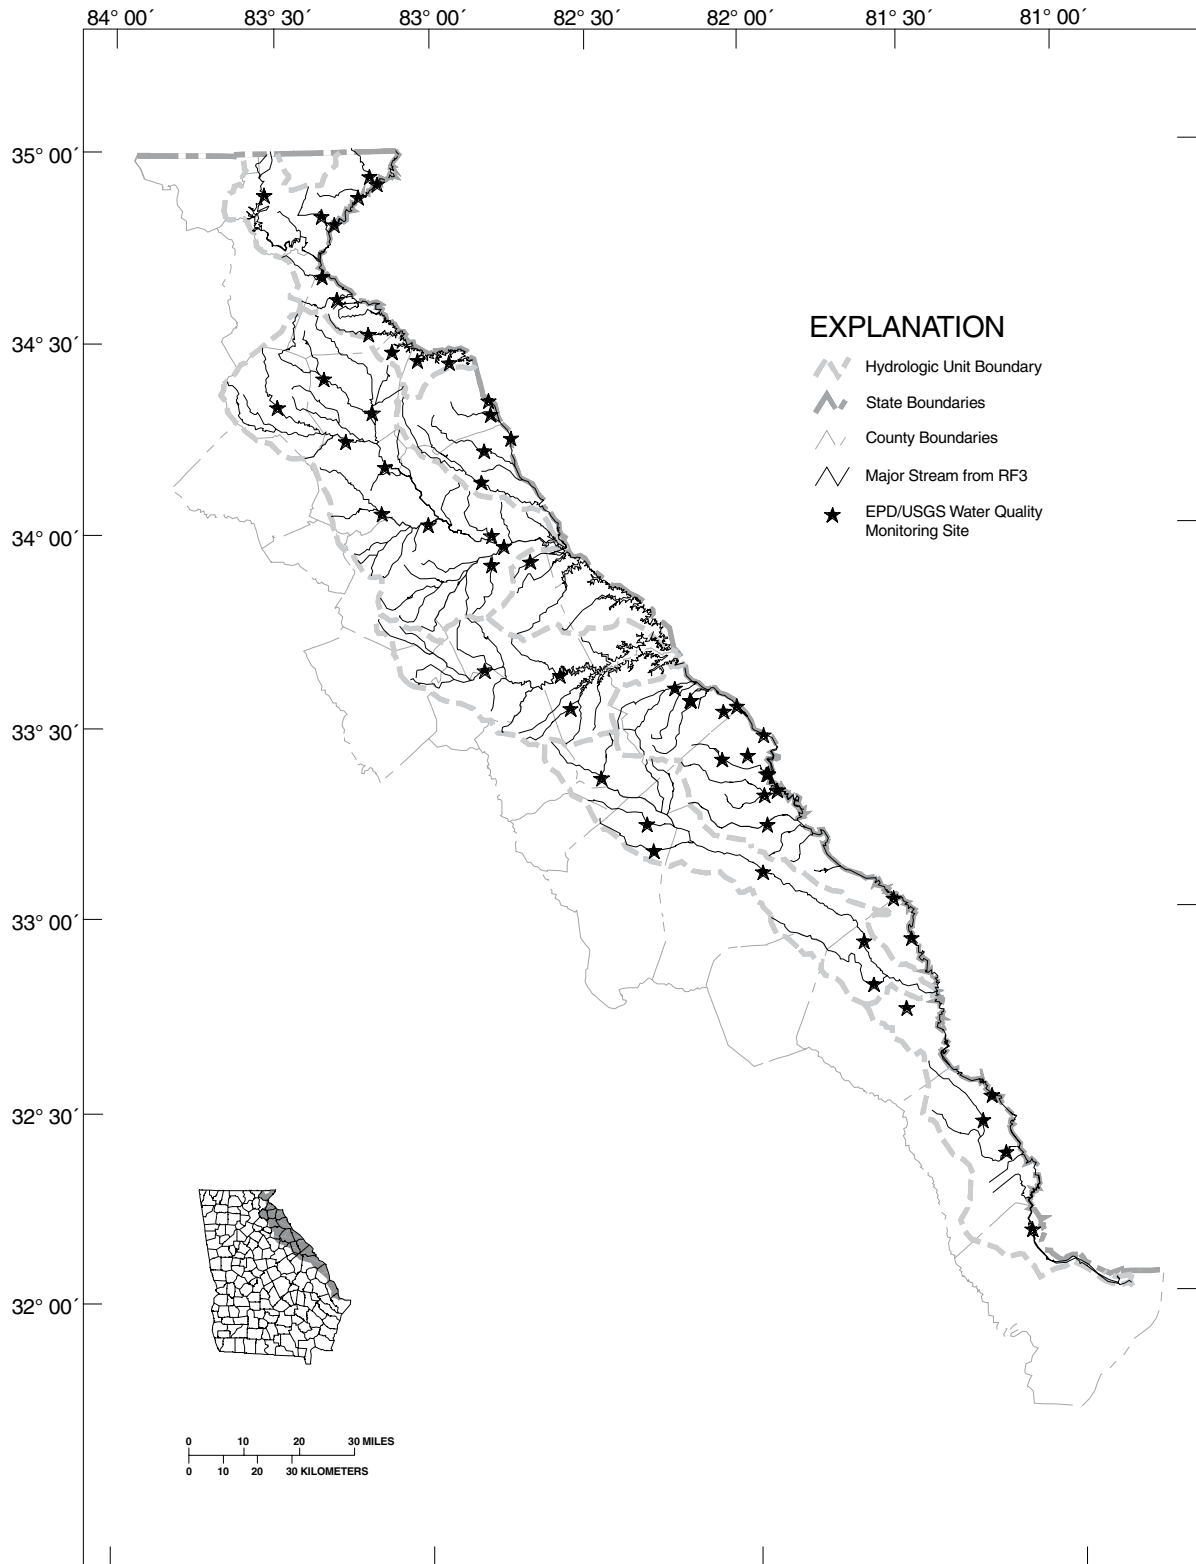 84° 00´ 83° 30´ 83° 00´ 82° 30´ 82° 00´ 81° 30´ 81° 00´
35° 00´
34° 30´
34° 00´
33° 30´
33° 00´
32° 30´
32° 00´
EXPLANATION
Hydrologic Unit Boundary
State Boundaries
County Boundaries
Major Stream from RF3
EPD/USGS Water Quality
Monitoring Site
0 10 20 30 MILES
0 10 20 30 KILOMETERS